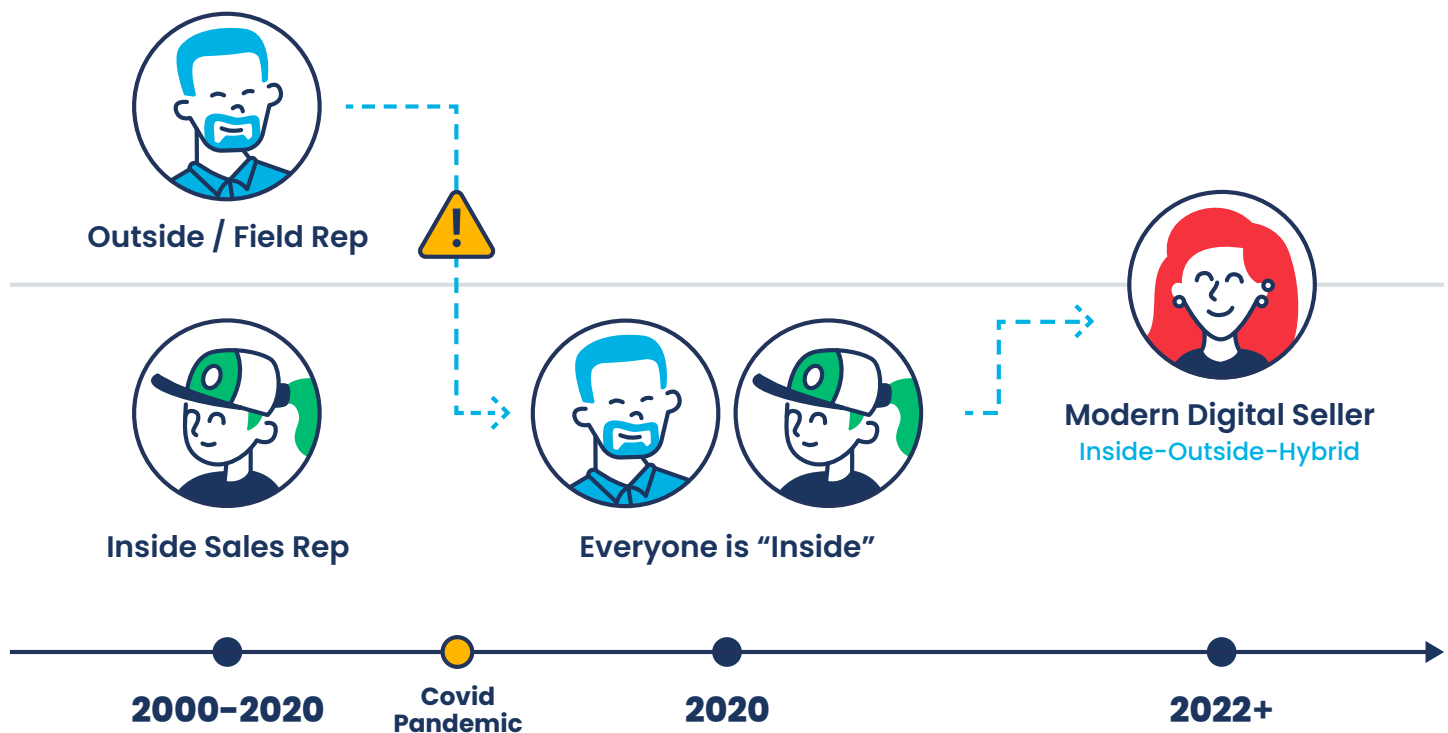 Outside / Field Rep
!
Inside Sales Rep
Everyone is “Inside”
Modern Digital Seller
Inside-Outside-Hybrid
2000-2020
Covid
Pandemic
2020
2022+